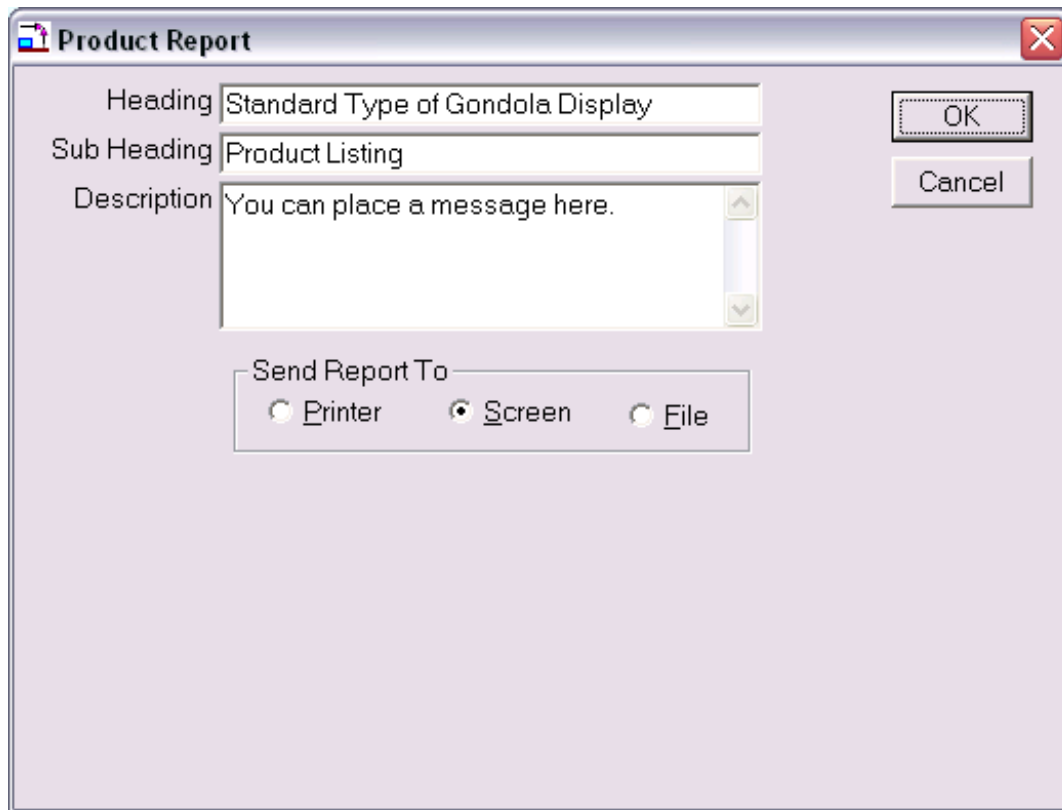 Product Report
Heading Standard Type of Gondola Display
OK
Sub Heading Product Listing
Cancel
Description You can place a message here.
Send Report To
Printer Screen File